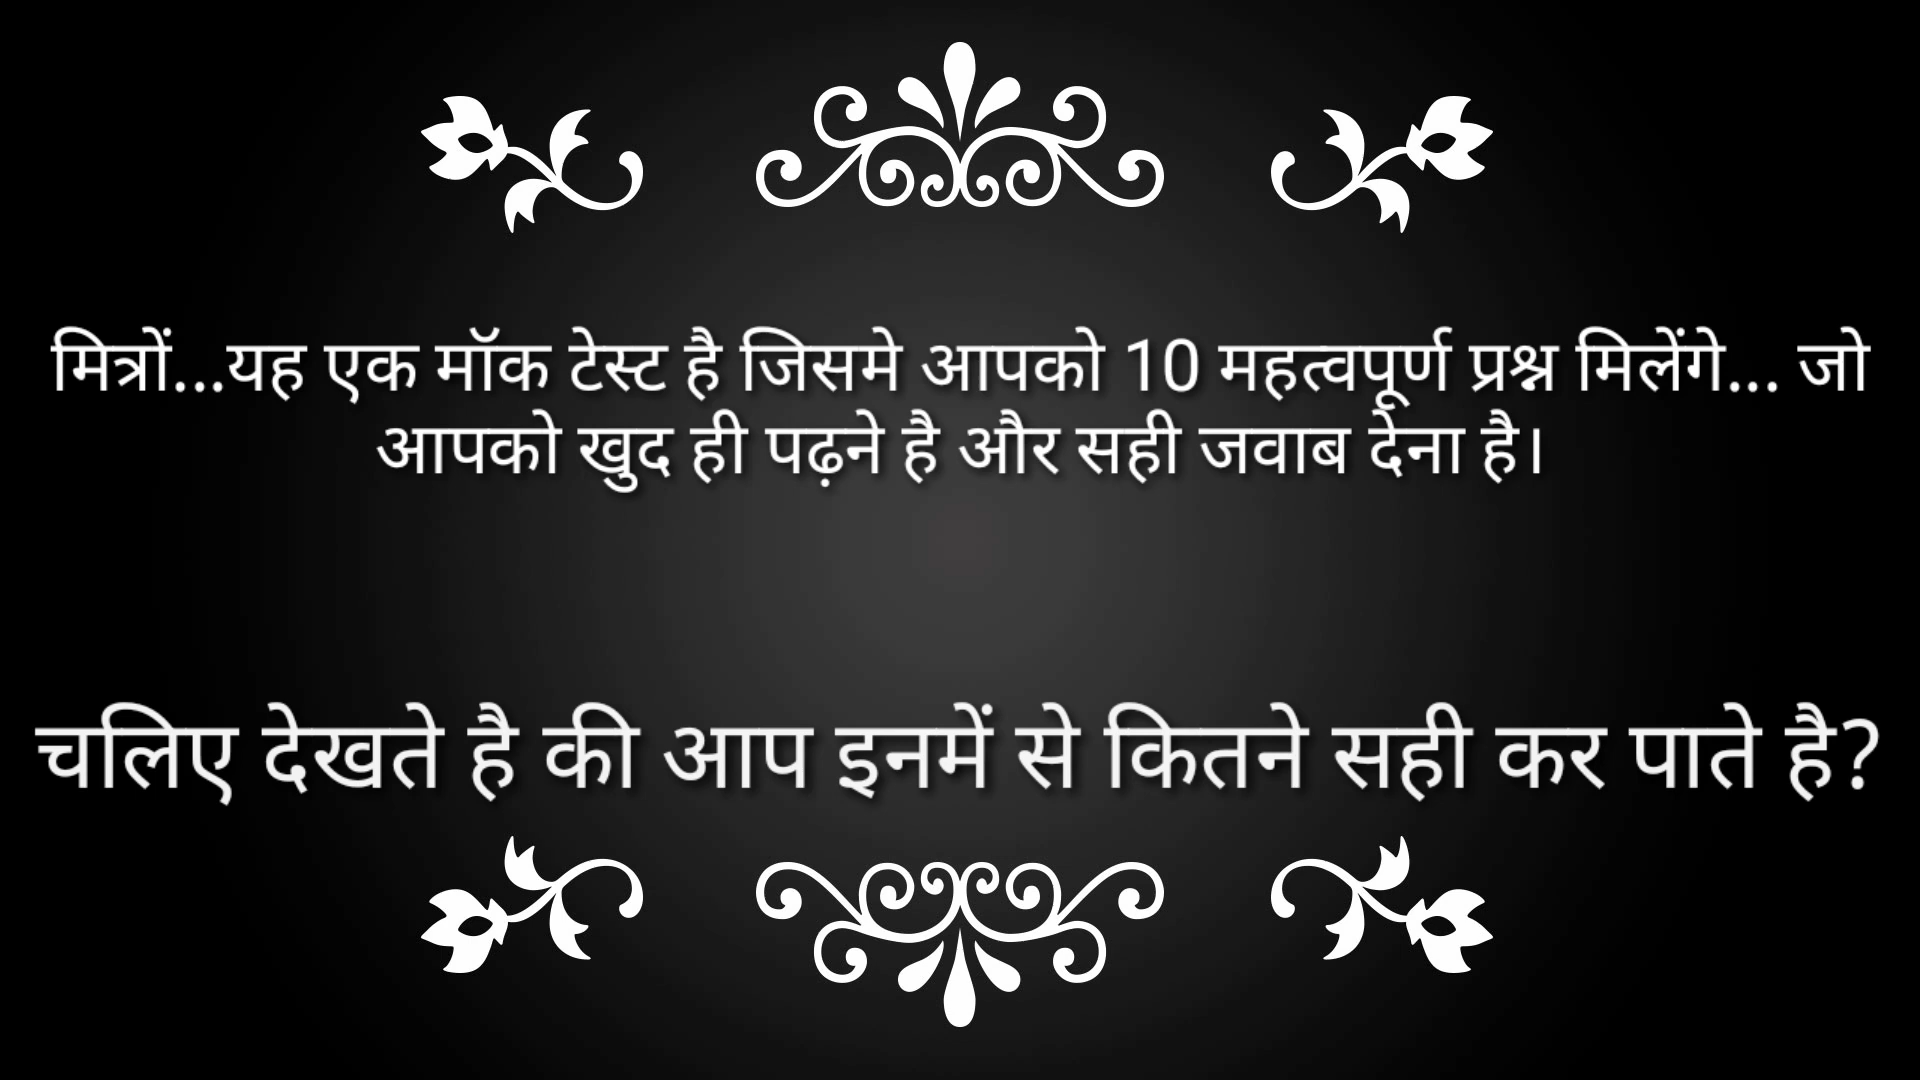 मित्रों...यह एक मॉक टेस्ट है जिसमे आपको 10 महत्वपूर्ण प्रश्न मिलेंगे... जो
आपको खुद ही पढ़ने है और सही जवाब देना है।
चलिए देखते है की आप इनमें से कितने सही कर पाते है?